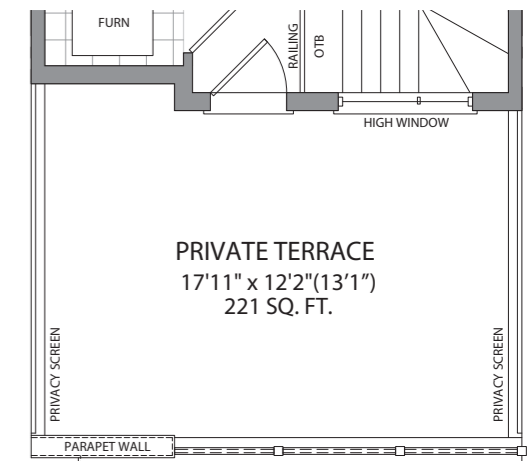 FURN
RAILING
OTB
HIGH WINDOW
PRIVATE TERRACE
17'11" x 12'2"(13’1”)
221 SQ. FT.
PRIVACY SCREEN
PRIVACY SCREEN
PARAPET WALL